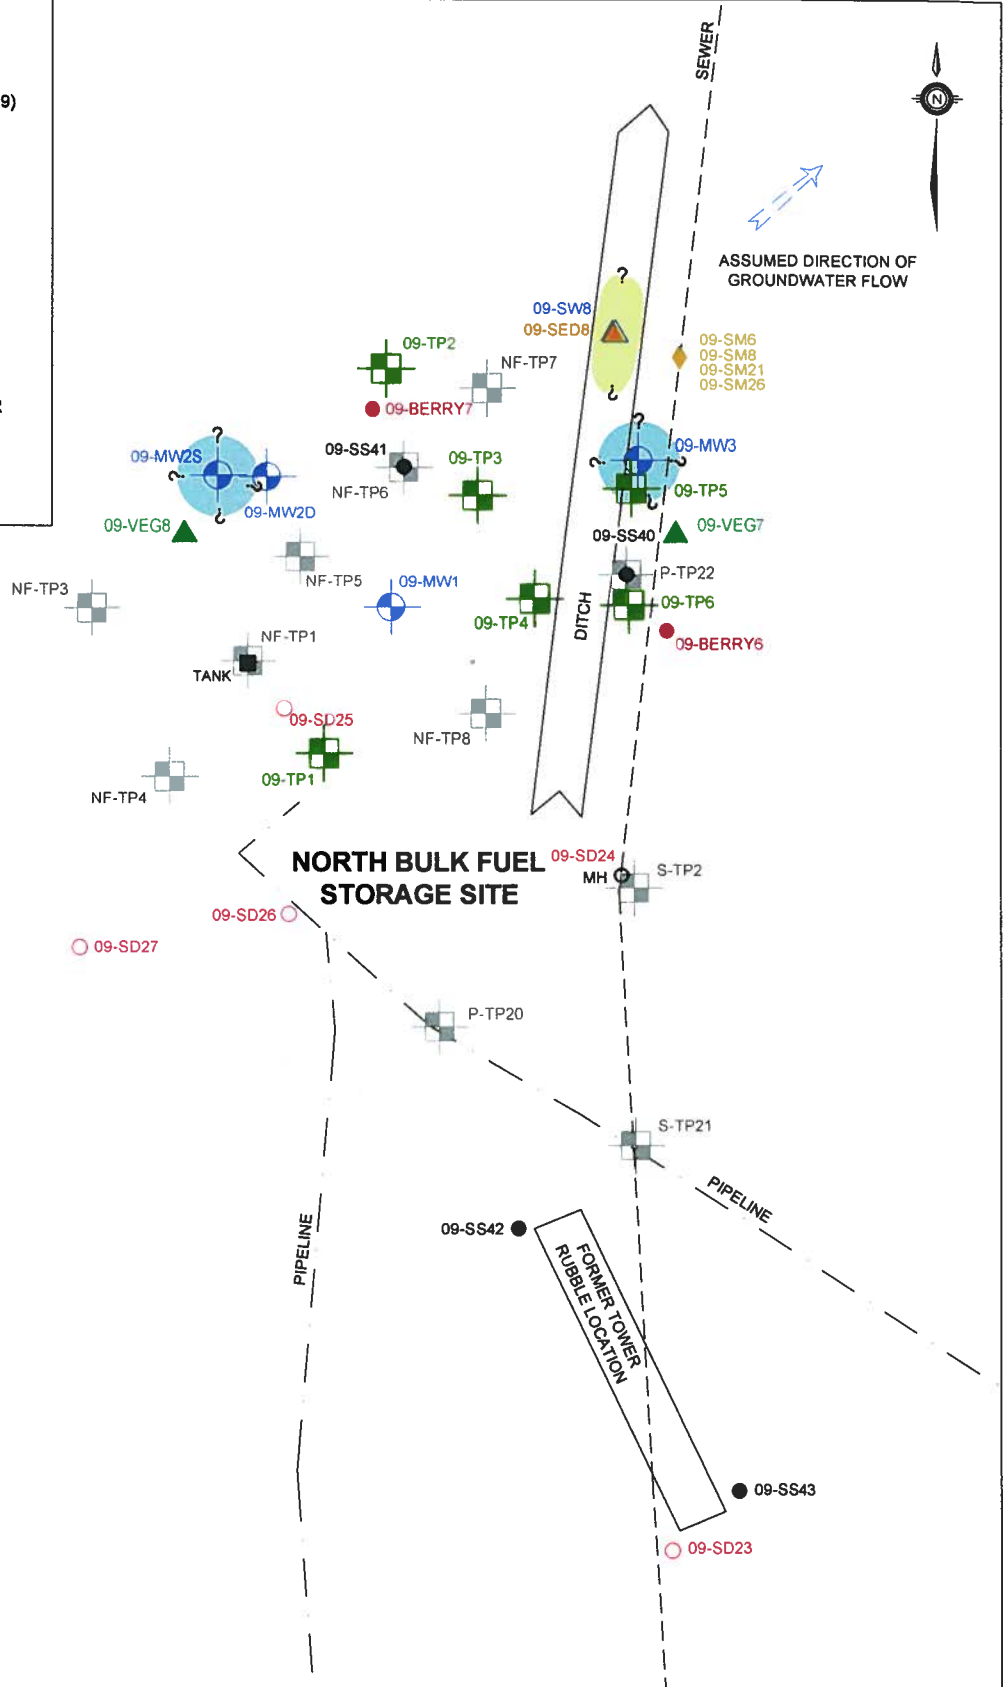 9)
SEWER
N
ASSUMED DIRECTION OF
GROUNDWATER FLOW
?
09-SW8
09-SED8
09-SM6
09-SM8
09-SM21
09-SM26
?
09-TP2
NF-TP7
09-BERRY7
?
?
09-MW2S
?
?
?
09-MW2D
09-SS41
NF-TP6
09-TP3
09-MW3
?
?
?
09-TP5
09-VEG8
09-SS40
09-VEG7
NF-TP5
P-TP22
NF-TP3
09-MW1
09-TP4
DITCH
09-TP6
NF-TP1
TANK
09-BERRY6
09-SD25
NF-TP8
09-TP1
NF-TP4
NORTH BULK FUEL
STORAGE SITE
09-SD24
MH
S-TP2
09-SD26
09-SD27
P-TP20
S-TP21
PIPELINE
PIPELINE
09-SS42
FORMER TOWER
RUBBLE LOCATION
09-SS43
09-SD23